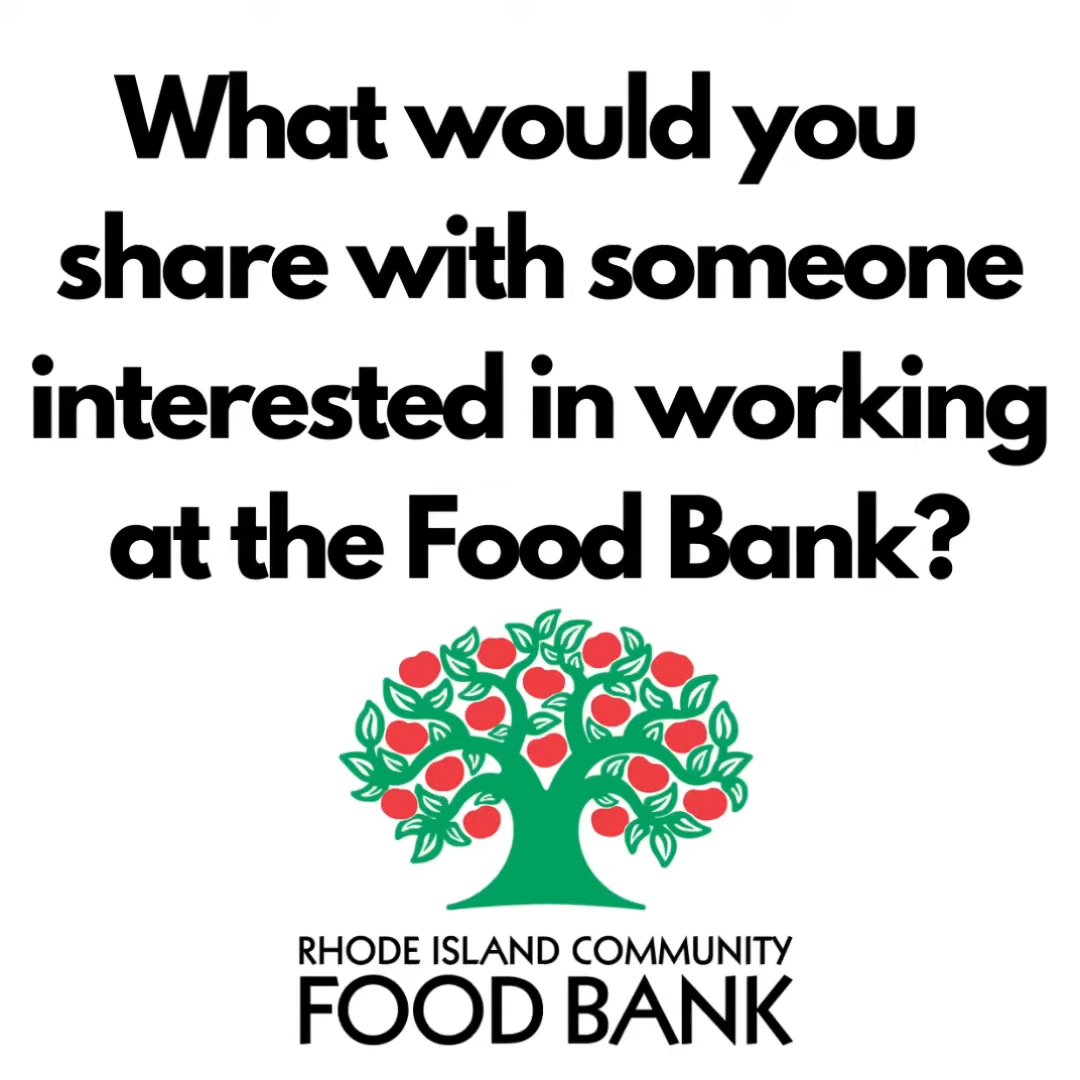 What would you
share with someone
interested in working
at the Food Bank?
RHODE ISLAND COMMUNITY
FOOD BANK